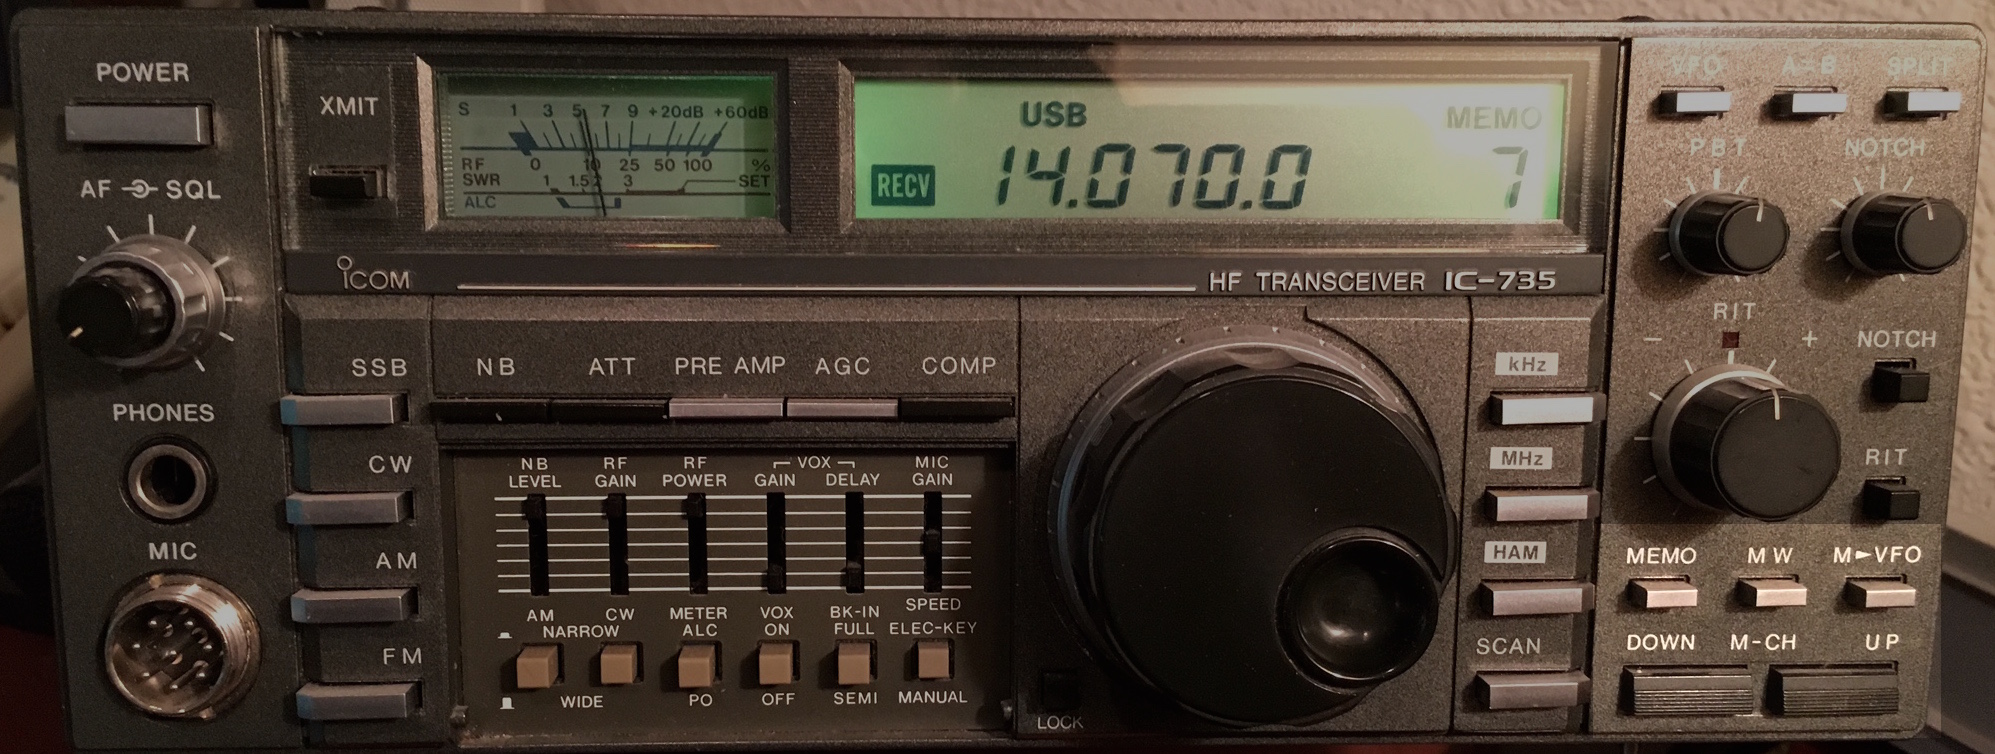 POWER
AF SQL
PHONES
MIC
XMIT
S 1 3 5 7 9 +20dB +60dB
RF 0 10 25 50 100 %
SWR 1 1.5 2 3 SET
ALC
USB
MEMO
RECV 14.070.0 7
ICOM
HF TRANSCEIVER IC-735
SSB
CW
AM
FM
NB ATT PRE AMP AGC COMP
NB LEVEL
RF GAIN
RF POWER
VOX
GAIN DELAY
MIC GAIN
AM CW
NARROW
WIDE
METER
ALC
PO
VOX
ON
OFF
BK-IN
FULL
SEMI
SPEED
ELEC-KEY
MANUAL
LOCK
kHz
MHz
HAM
SCAN
VFO A=B SPLIT
PBT NOTCH
RIT
- +
NOTCH
RIT
MEMO MW M►VFO
DOWN M-CH UP